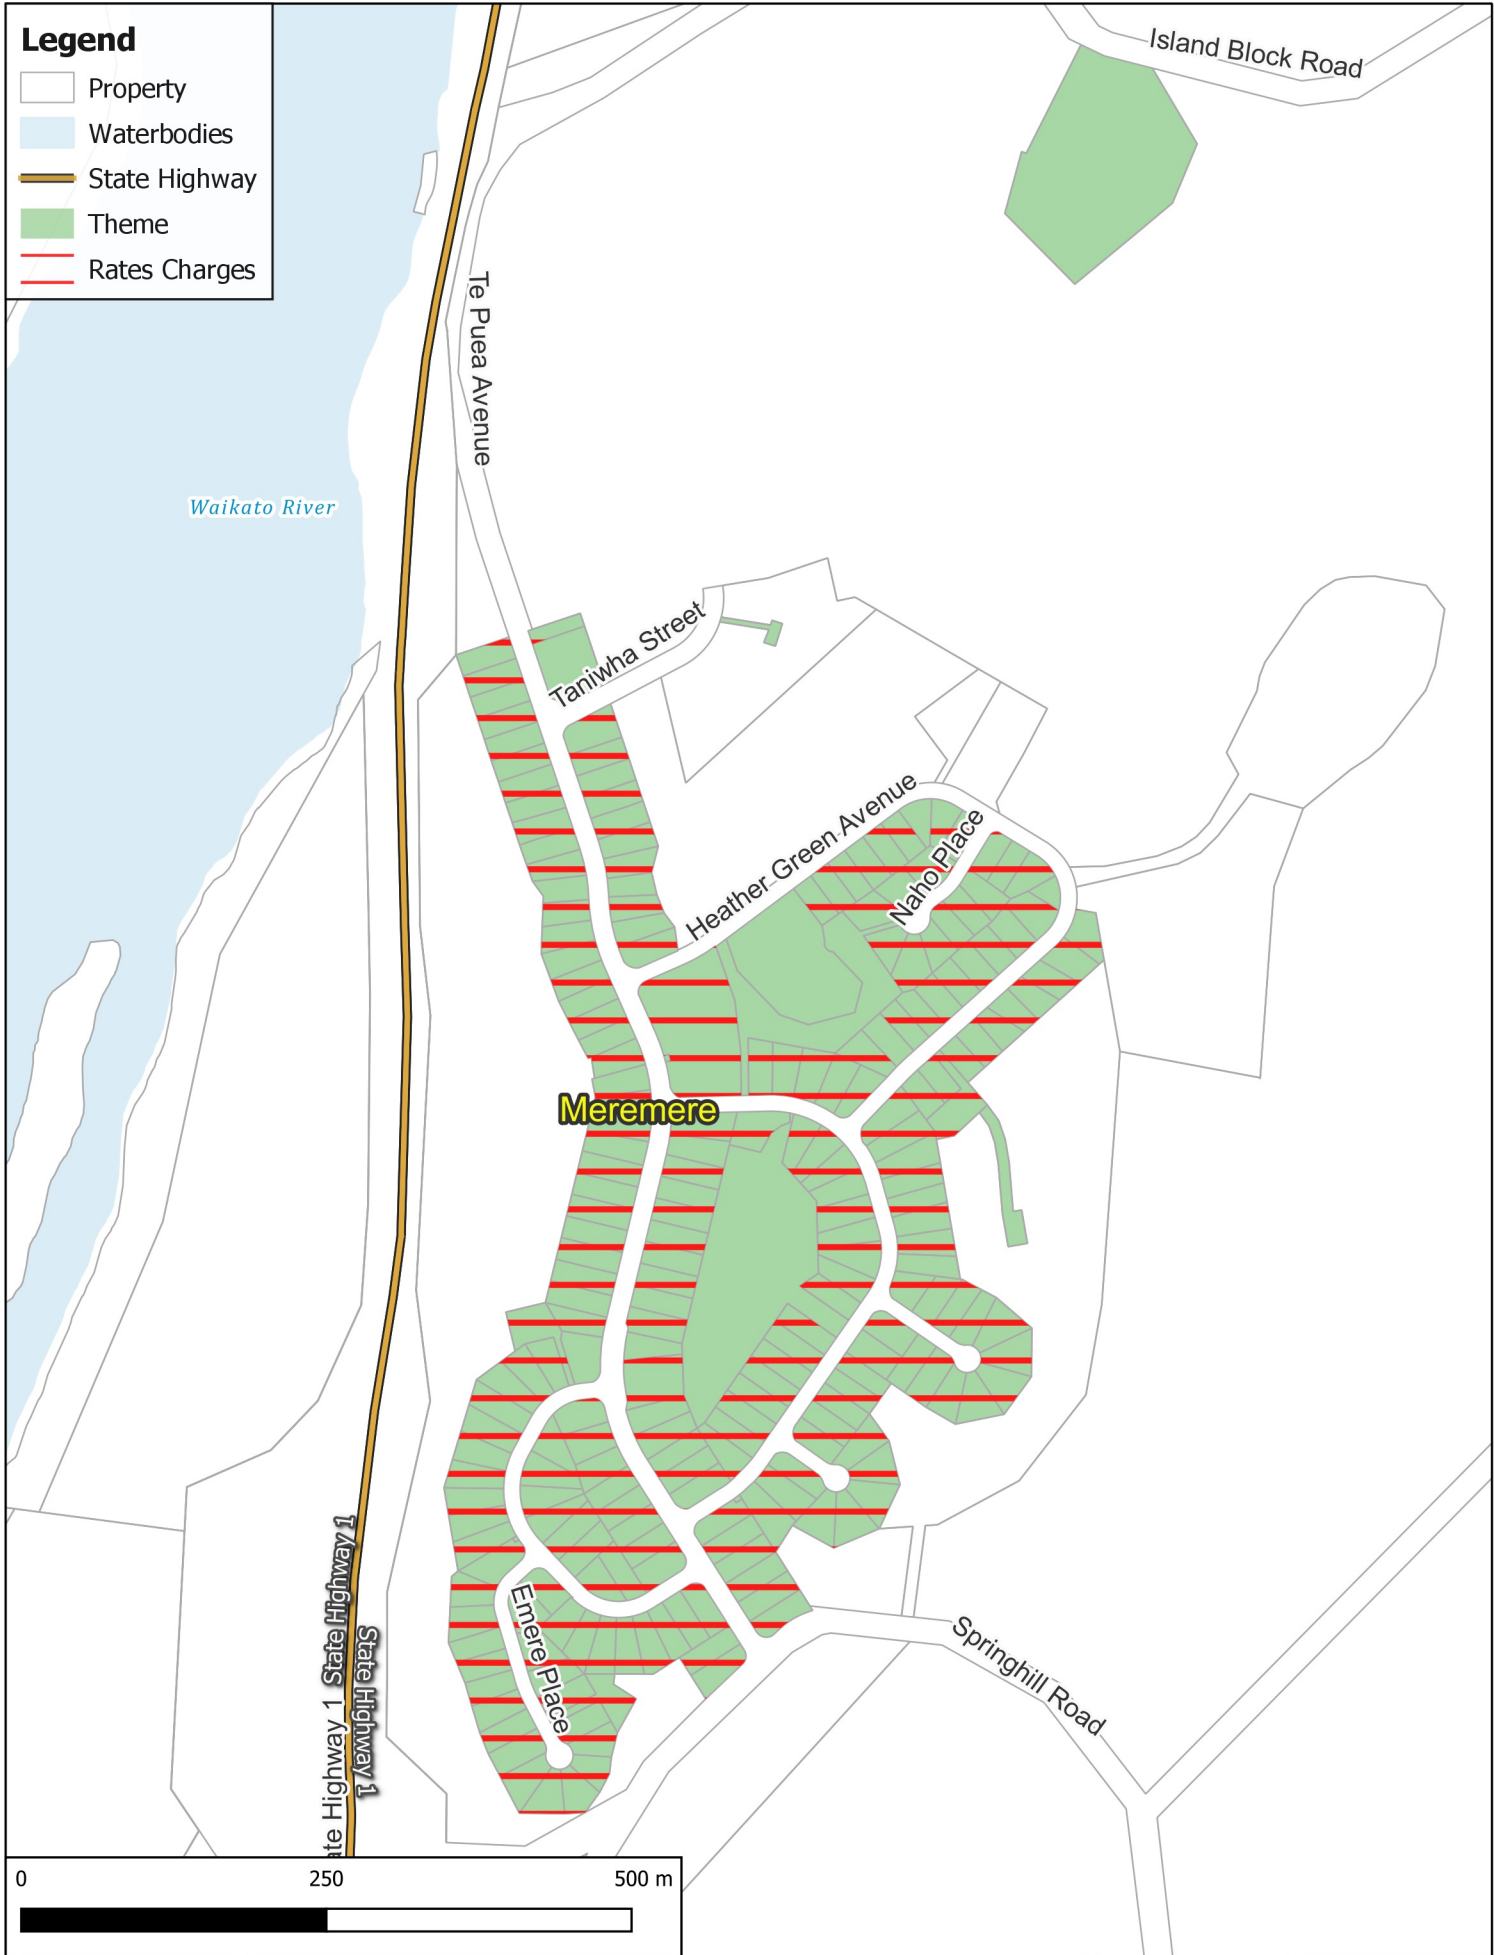 Legend
Property
Waterbodies
State Highway
Theme
Rates Charges
Island Block Road
Te Puea Avenue
Waikato River
Taniwha Street
Heather Green Avenue
Naho Place
Meremere
Emere Place
Springhill Road
State Highway 1
State Highway 1
ate Highway 1
0 250 500 m